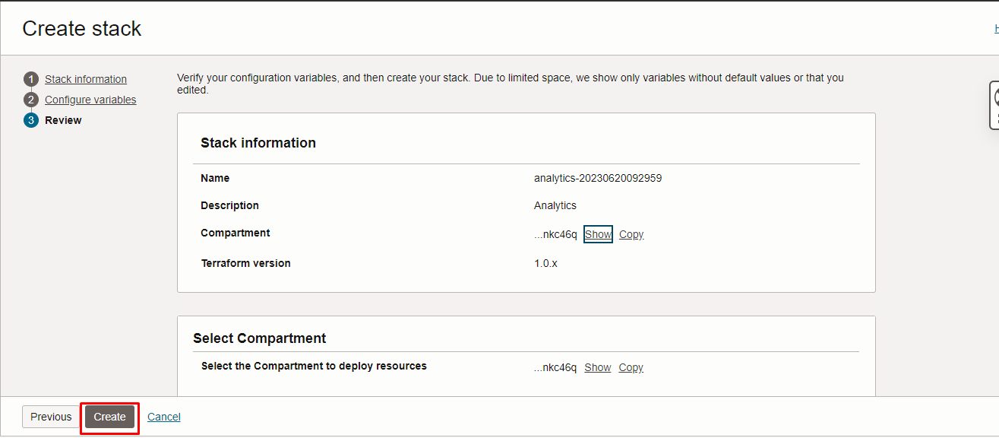 Create stack
H
1 Stack information
2 Configure variables
3 Review
Verify your configuration variables, and then create your stack. Due to limited space, we show only variables without default values or that you
edited.
Stack information
Name analytics-20230620092959
Description Analytics
Compartment ...nkc46q Show Copy
Terraform version 1.0.x
Select Compartment
Select the Compartment to deploy resources ...nkc46q Show Copy
Previous Create Cancel